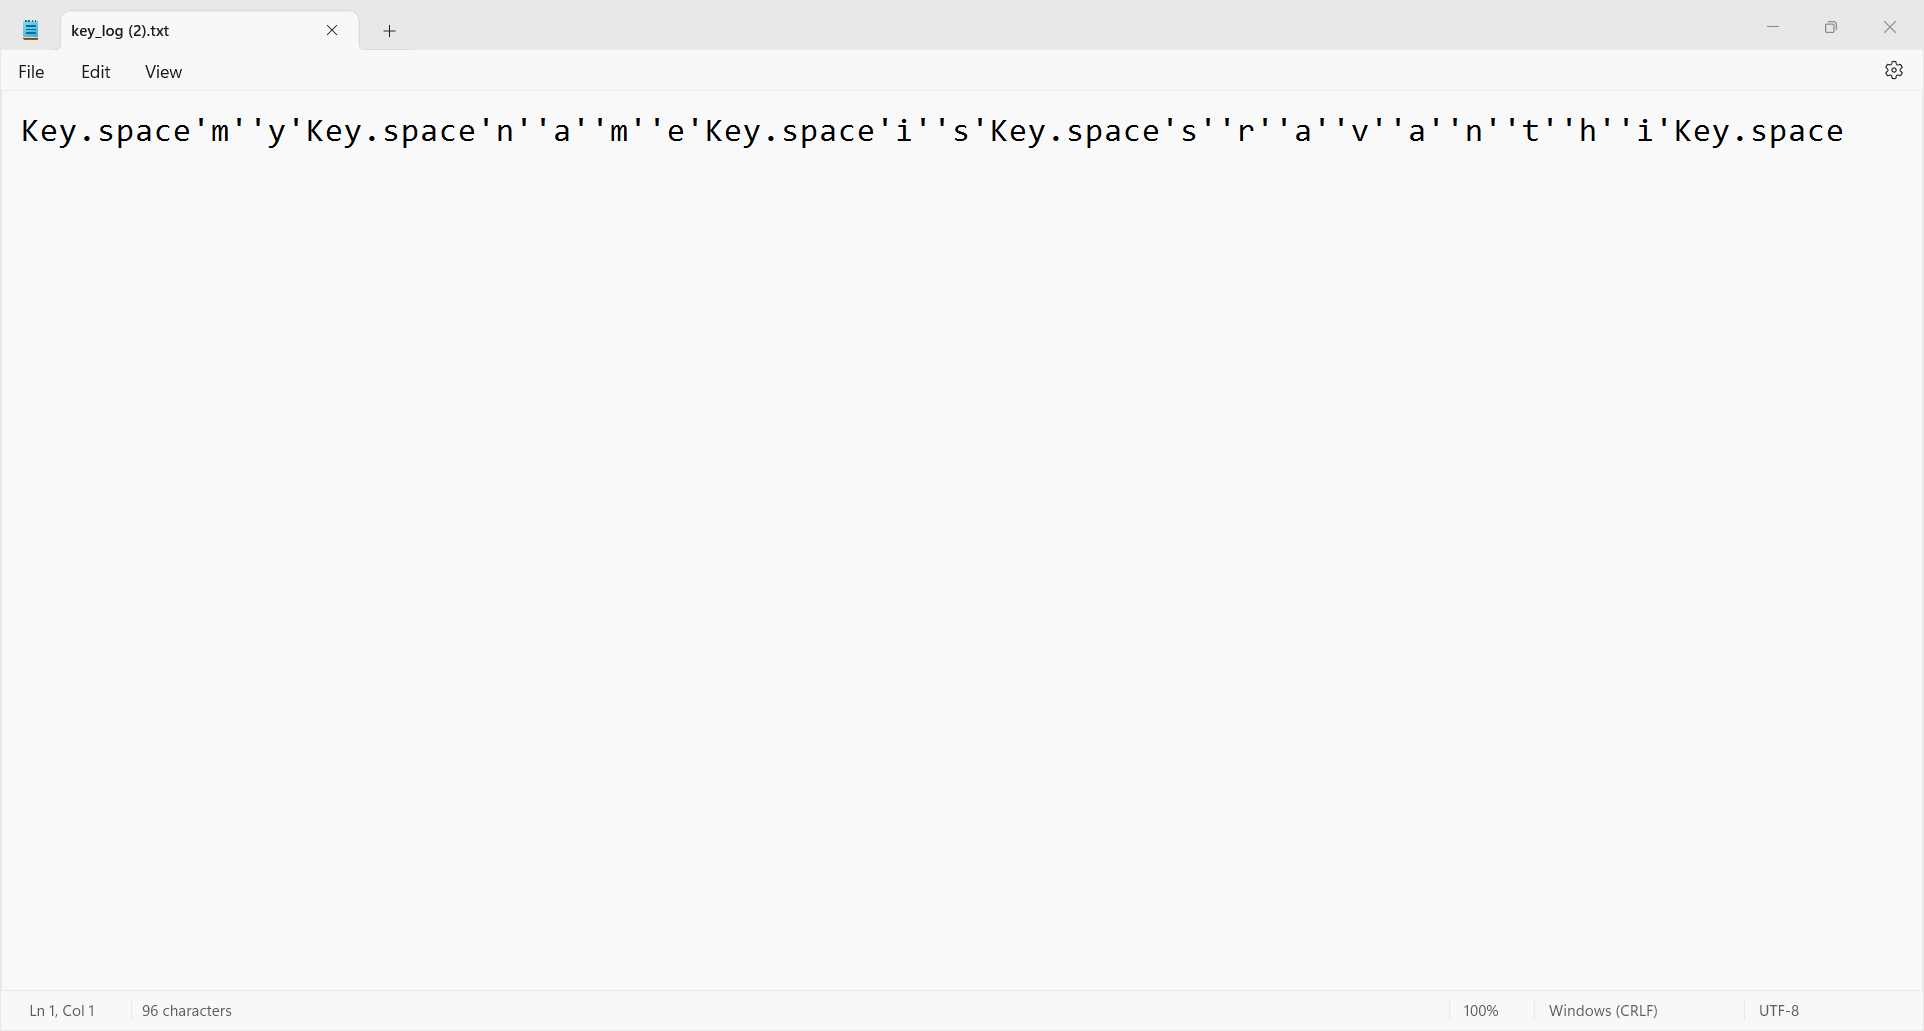 key_log (2).txt
File Edit View
Key.space'm''y'Key.space'n''a''m''e'Key.space'i''s'Key.space's''r''a''v''a''n''t''h''i'Key.space
Ln 1, Col 1 96 characters 100% Windows (CRLF) UTF-8